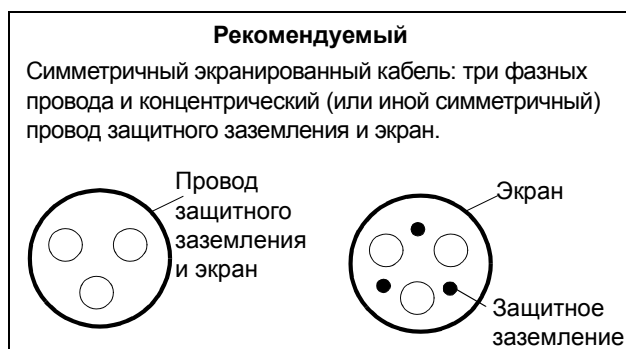 Рекомендуемый
Симметричный экранированный кабель: три фазных
провода и концентрический (или иной симметричный)
провод защитного заземления и экран.
Провод
защитного
заземления
и экран
Экран
Защитное
заземление